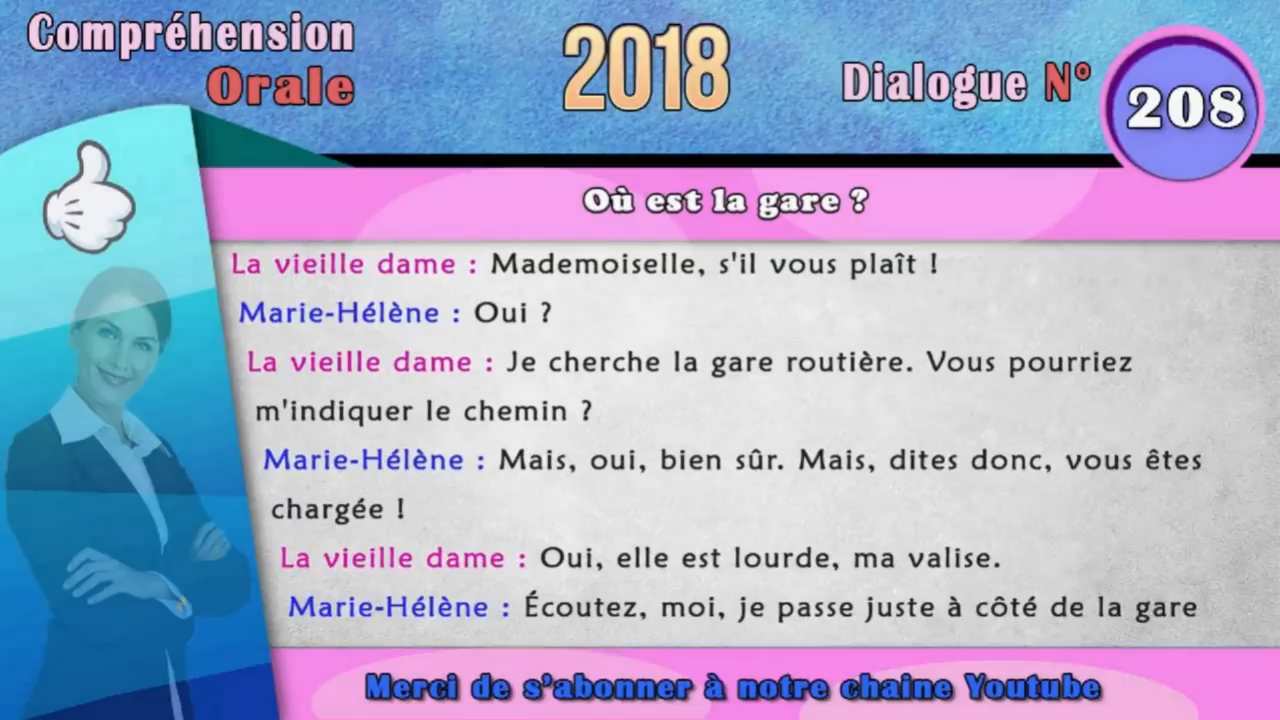 Compréhension
Orale
2018
Dialogue N°
208
Où est la gare ?
La vieille dame : Mademoiselle, s'il vous plaît !
Marie-Hélène : Oui ?
La vieille dame : Je cherche la gare routière. Vous pourriez
m'indiquer le chemin ?
Marie-Hélène : Mais, oui, bien sûr. Mais, dites donc, vous êtes
chargée !
La vieille dame : Oui, elle est lourde, ma valise.
Marie-Hélène : Écoutez, moi, je passe juste à côté de la gare
Merci de s'abonner à notre chaine Youtube